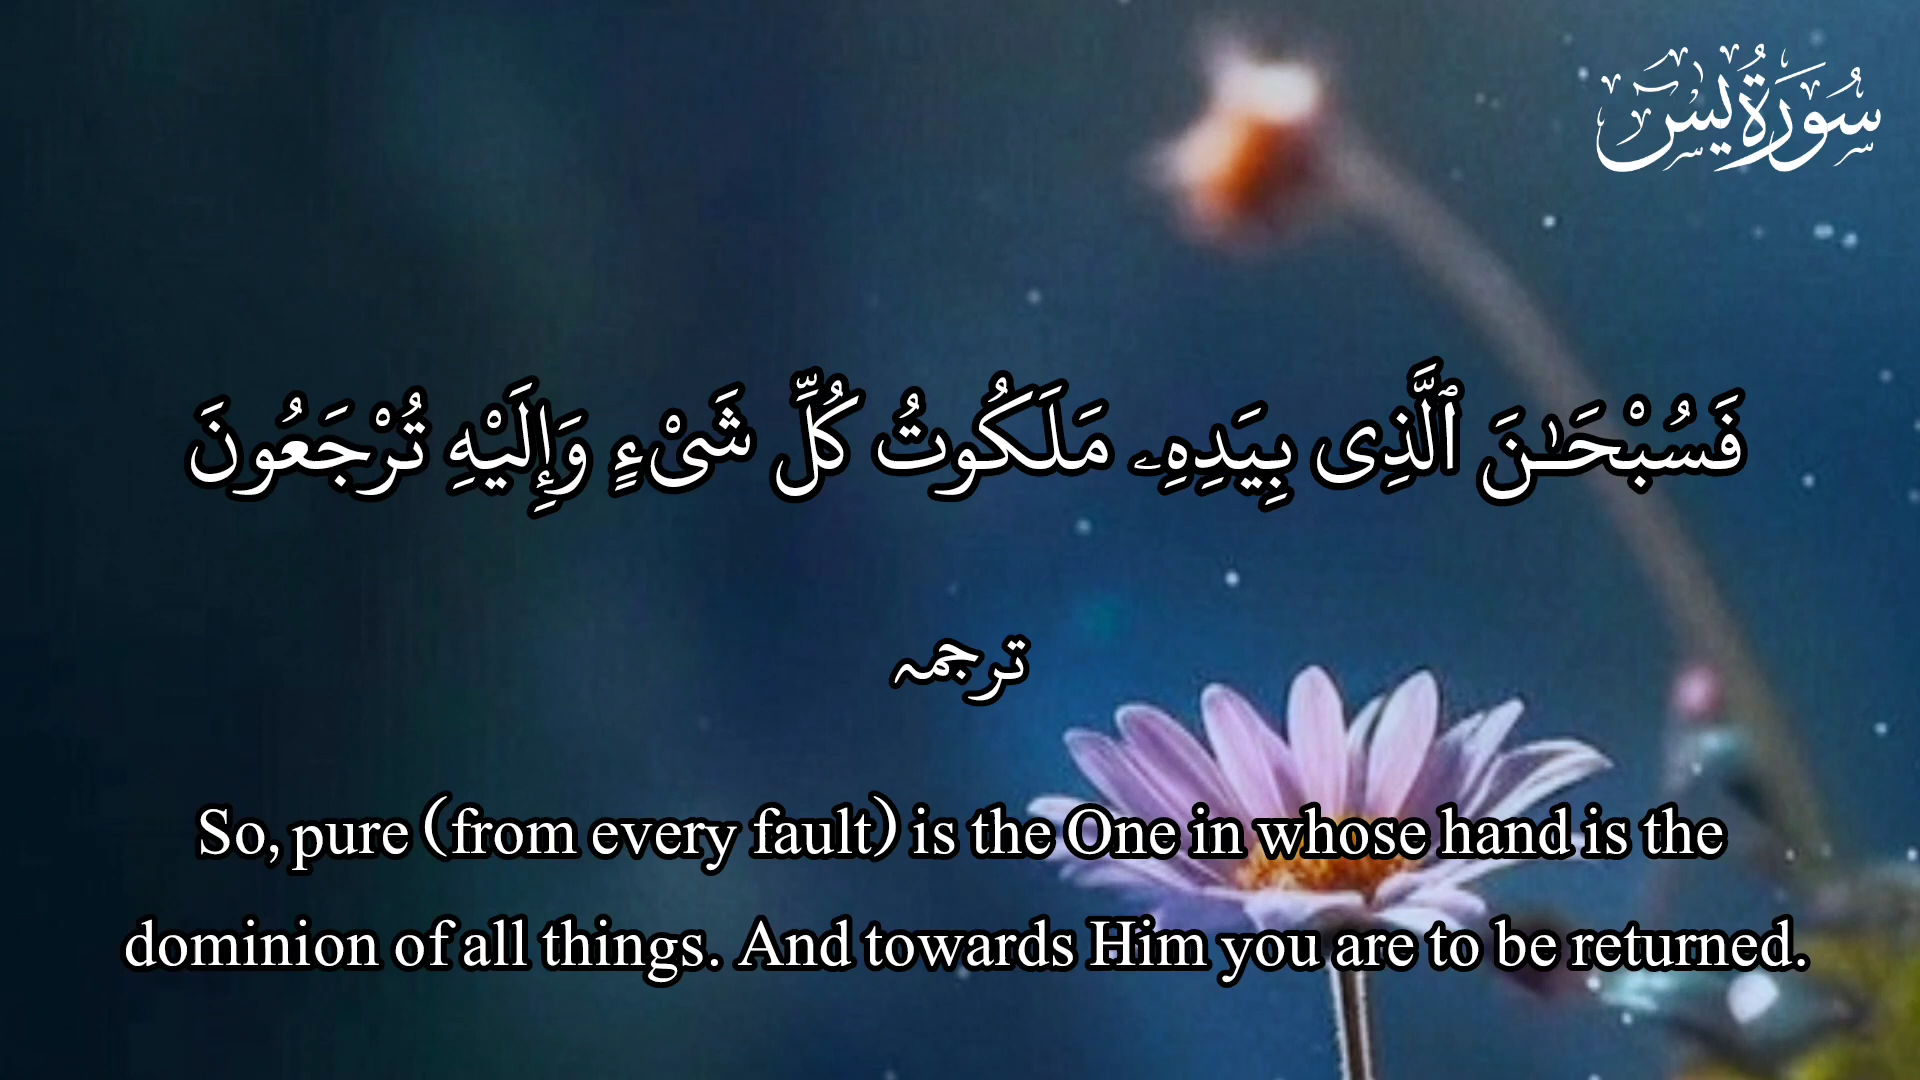 سُورَةُ يسٓ
فَسُبْحَـٰنَ ٱلَّذِى بِيَدِهِۦ مَلَكُوتُ كُلِّ شَىْءٍ وَإِلَيْهِ تُرْجَعُونَ
ترجمہ
So, pure (from every fault) is the One in whose hand is the
dominion of all things. And towards Him you are to be returned.